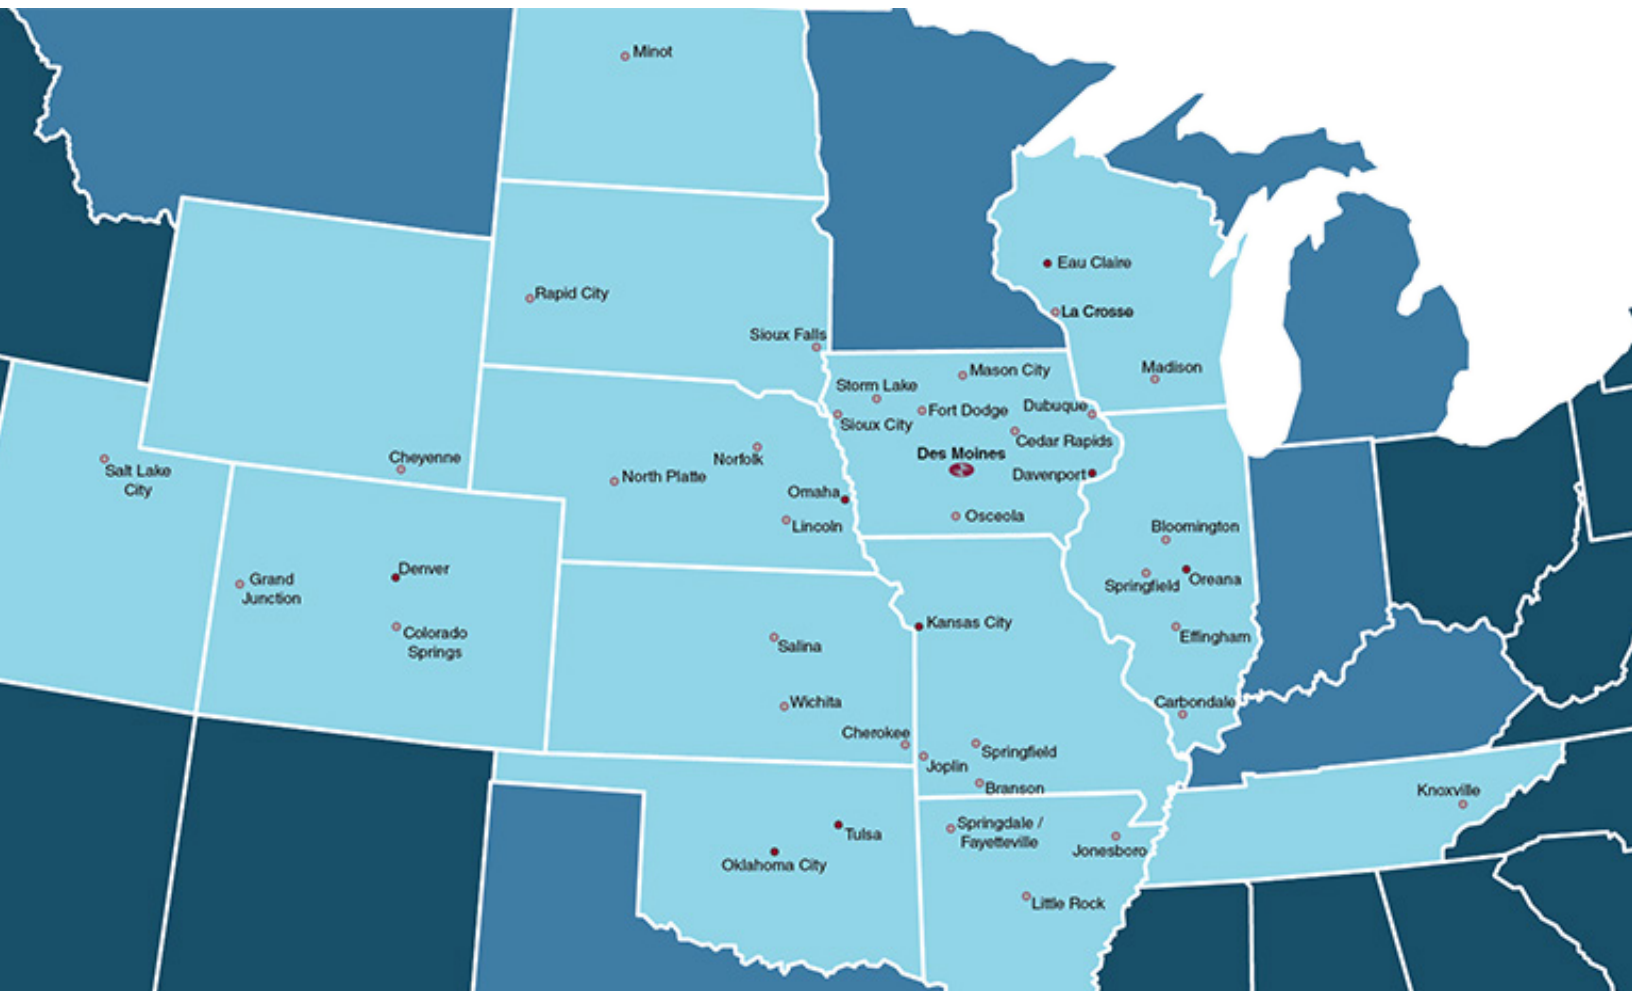 Minot
Eau Claire
Rapid City
La Crosse
Sioux Falls
Madison
Mason City
Storm Lake
Fort Dodge
Dubuque
Sioux City
Cedar Rapids
Des Moines
Cheyenne
Norfolk
Salt Lake
City
North Platte
Davenport
Omaha
Lincoln
Osceola
Bloomington
Denver
Grand
Junction
Springfield
Oreana
Kansas City
Colorado
Springs
Effingham
Salina
Wichita
Carbondale
Cherokee
Springfield
Joplin
Branson
Knoxville
Springdale /
Fayetteville
Tulsa
Jonesboro
Oklahoma City
Little Rock